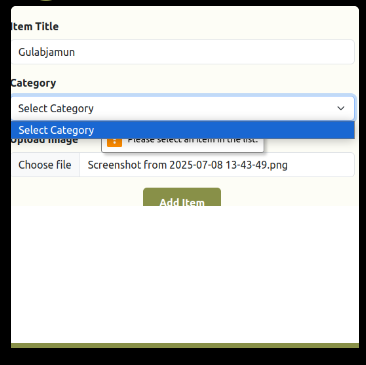 Item Title
Gulabjamun
Category
Select Category
Select Category
Upload Image
Please select an item in the list.
Choose file
Screenshot from 2025-07-08 13-43-49.png
Add Item